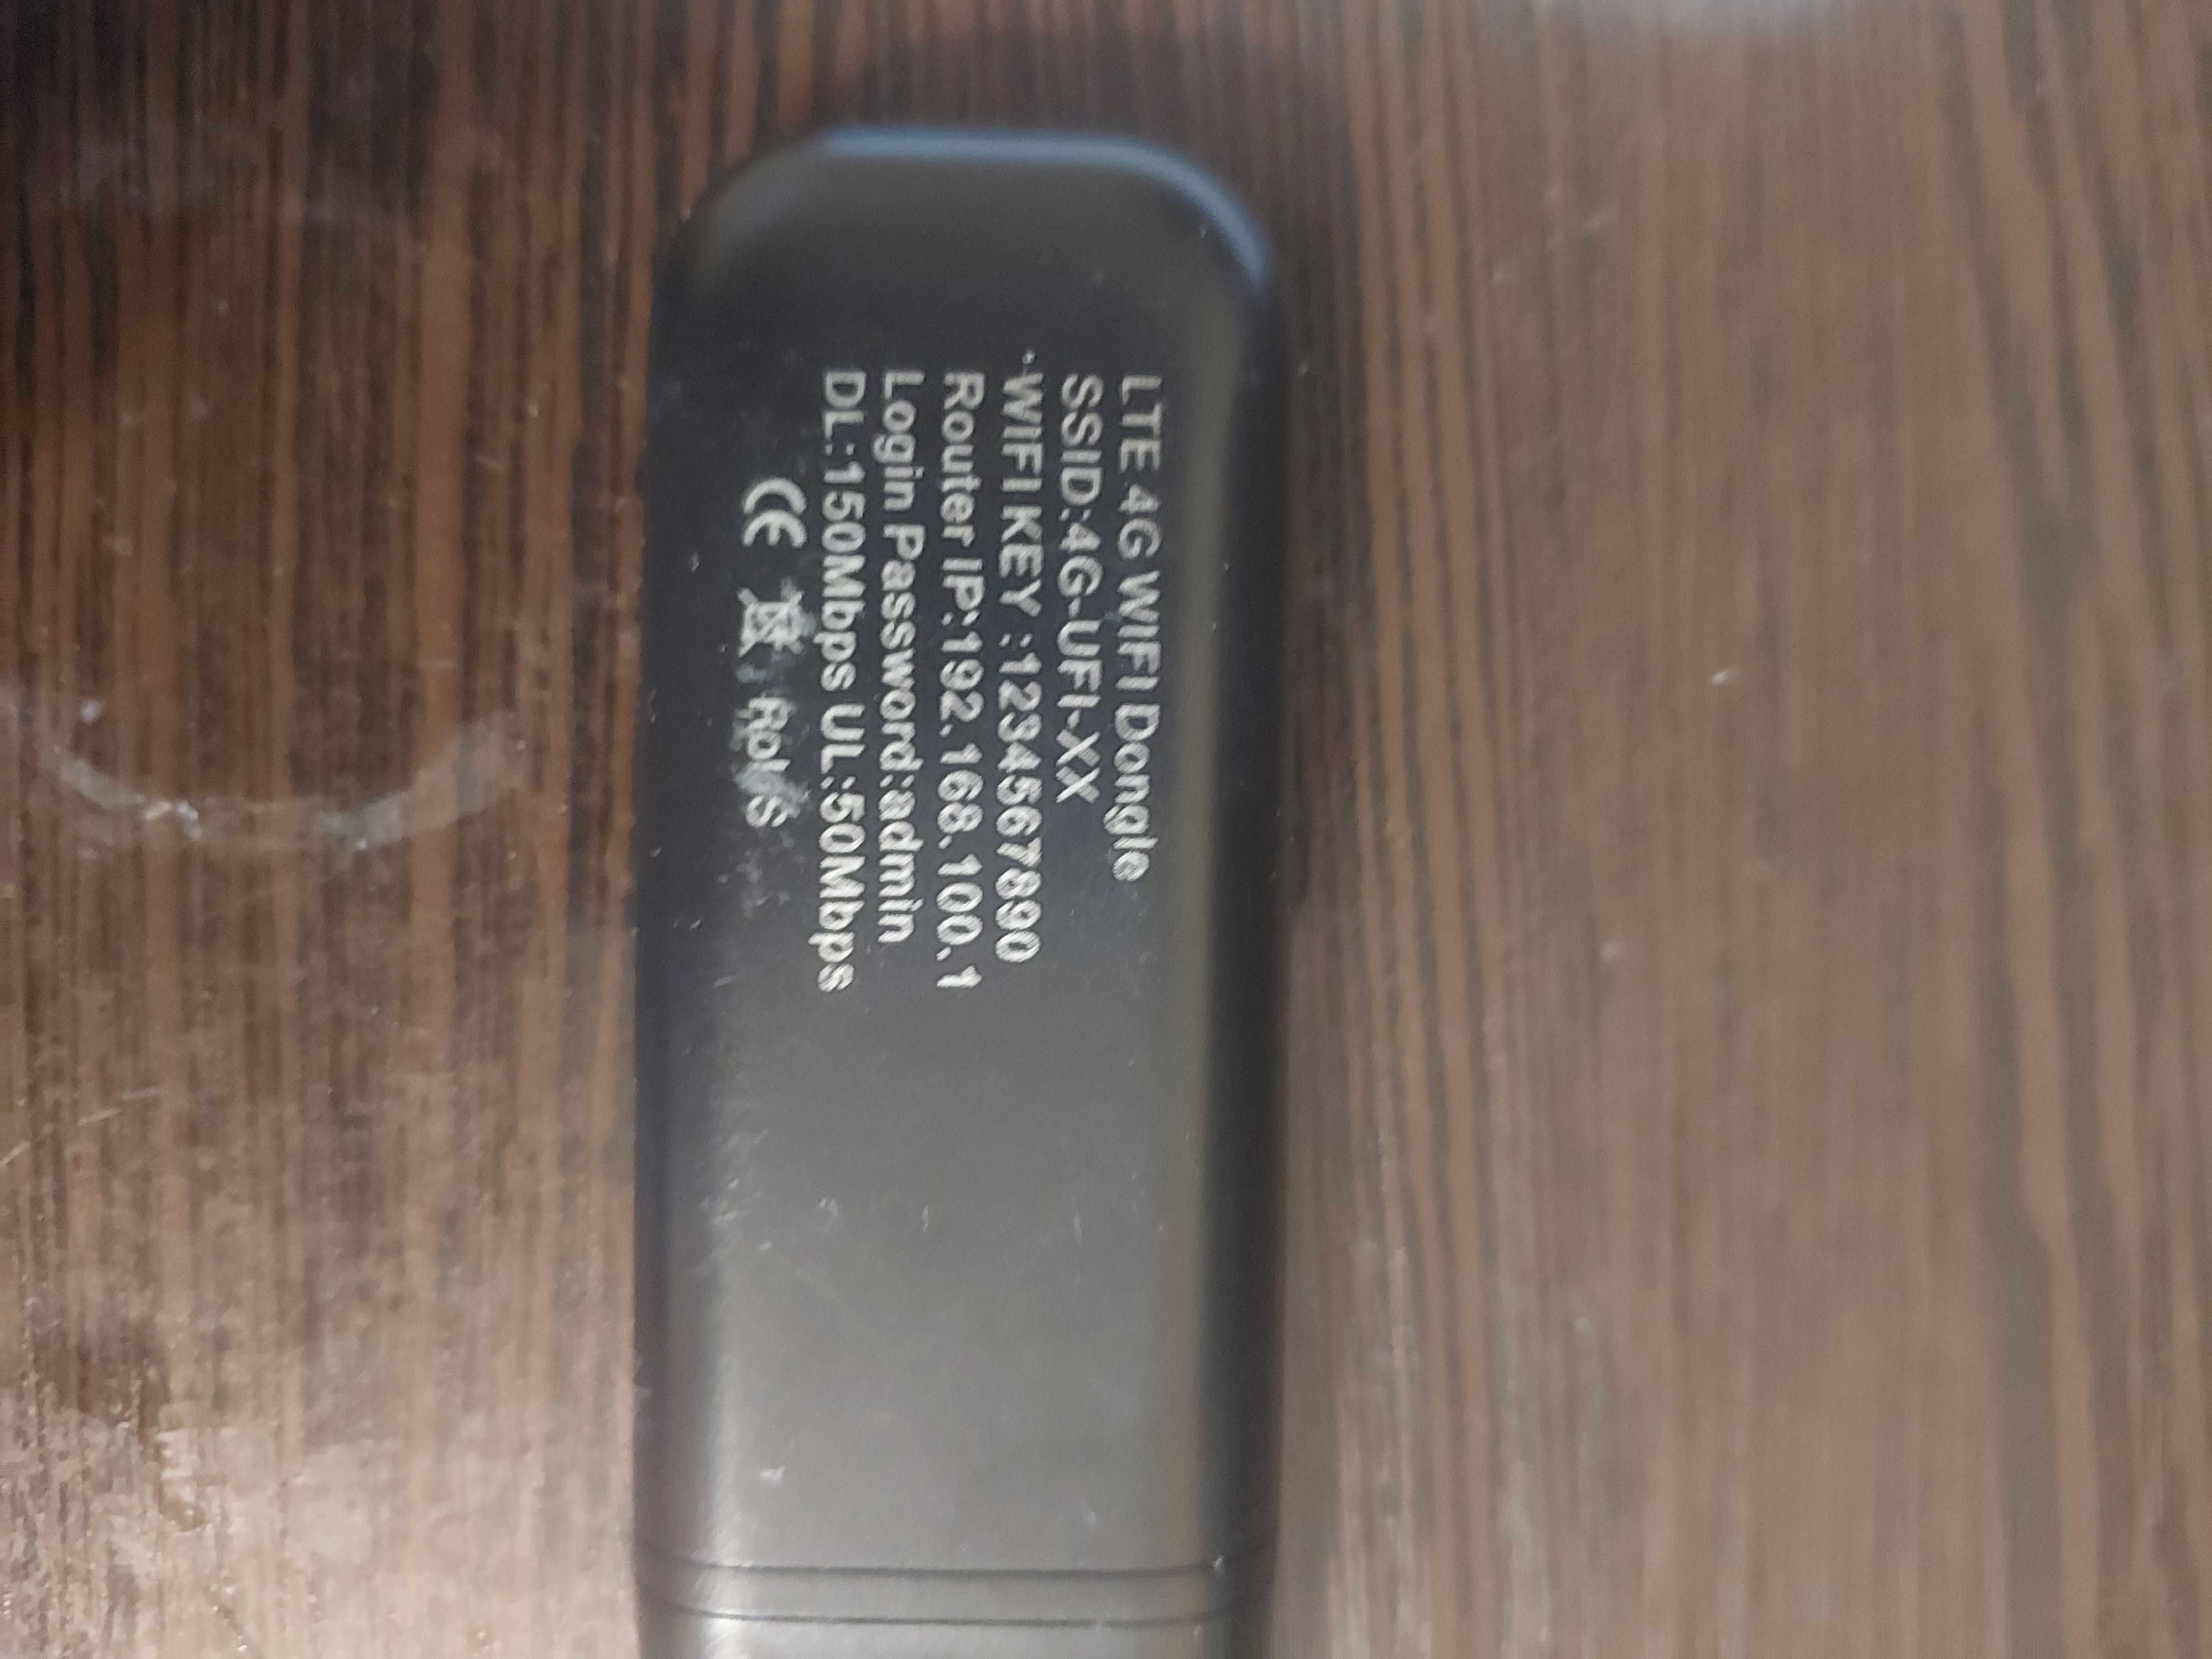 LTE 4G WIFI Dongle
SSID:4G-UFI-XX
WIFI KEY :1234567890
Router IP:192.168.100.1
Login Password:admin
DL:150Mbps UL:50Mbps
CE RoHS